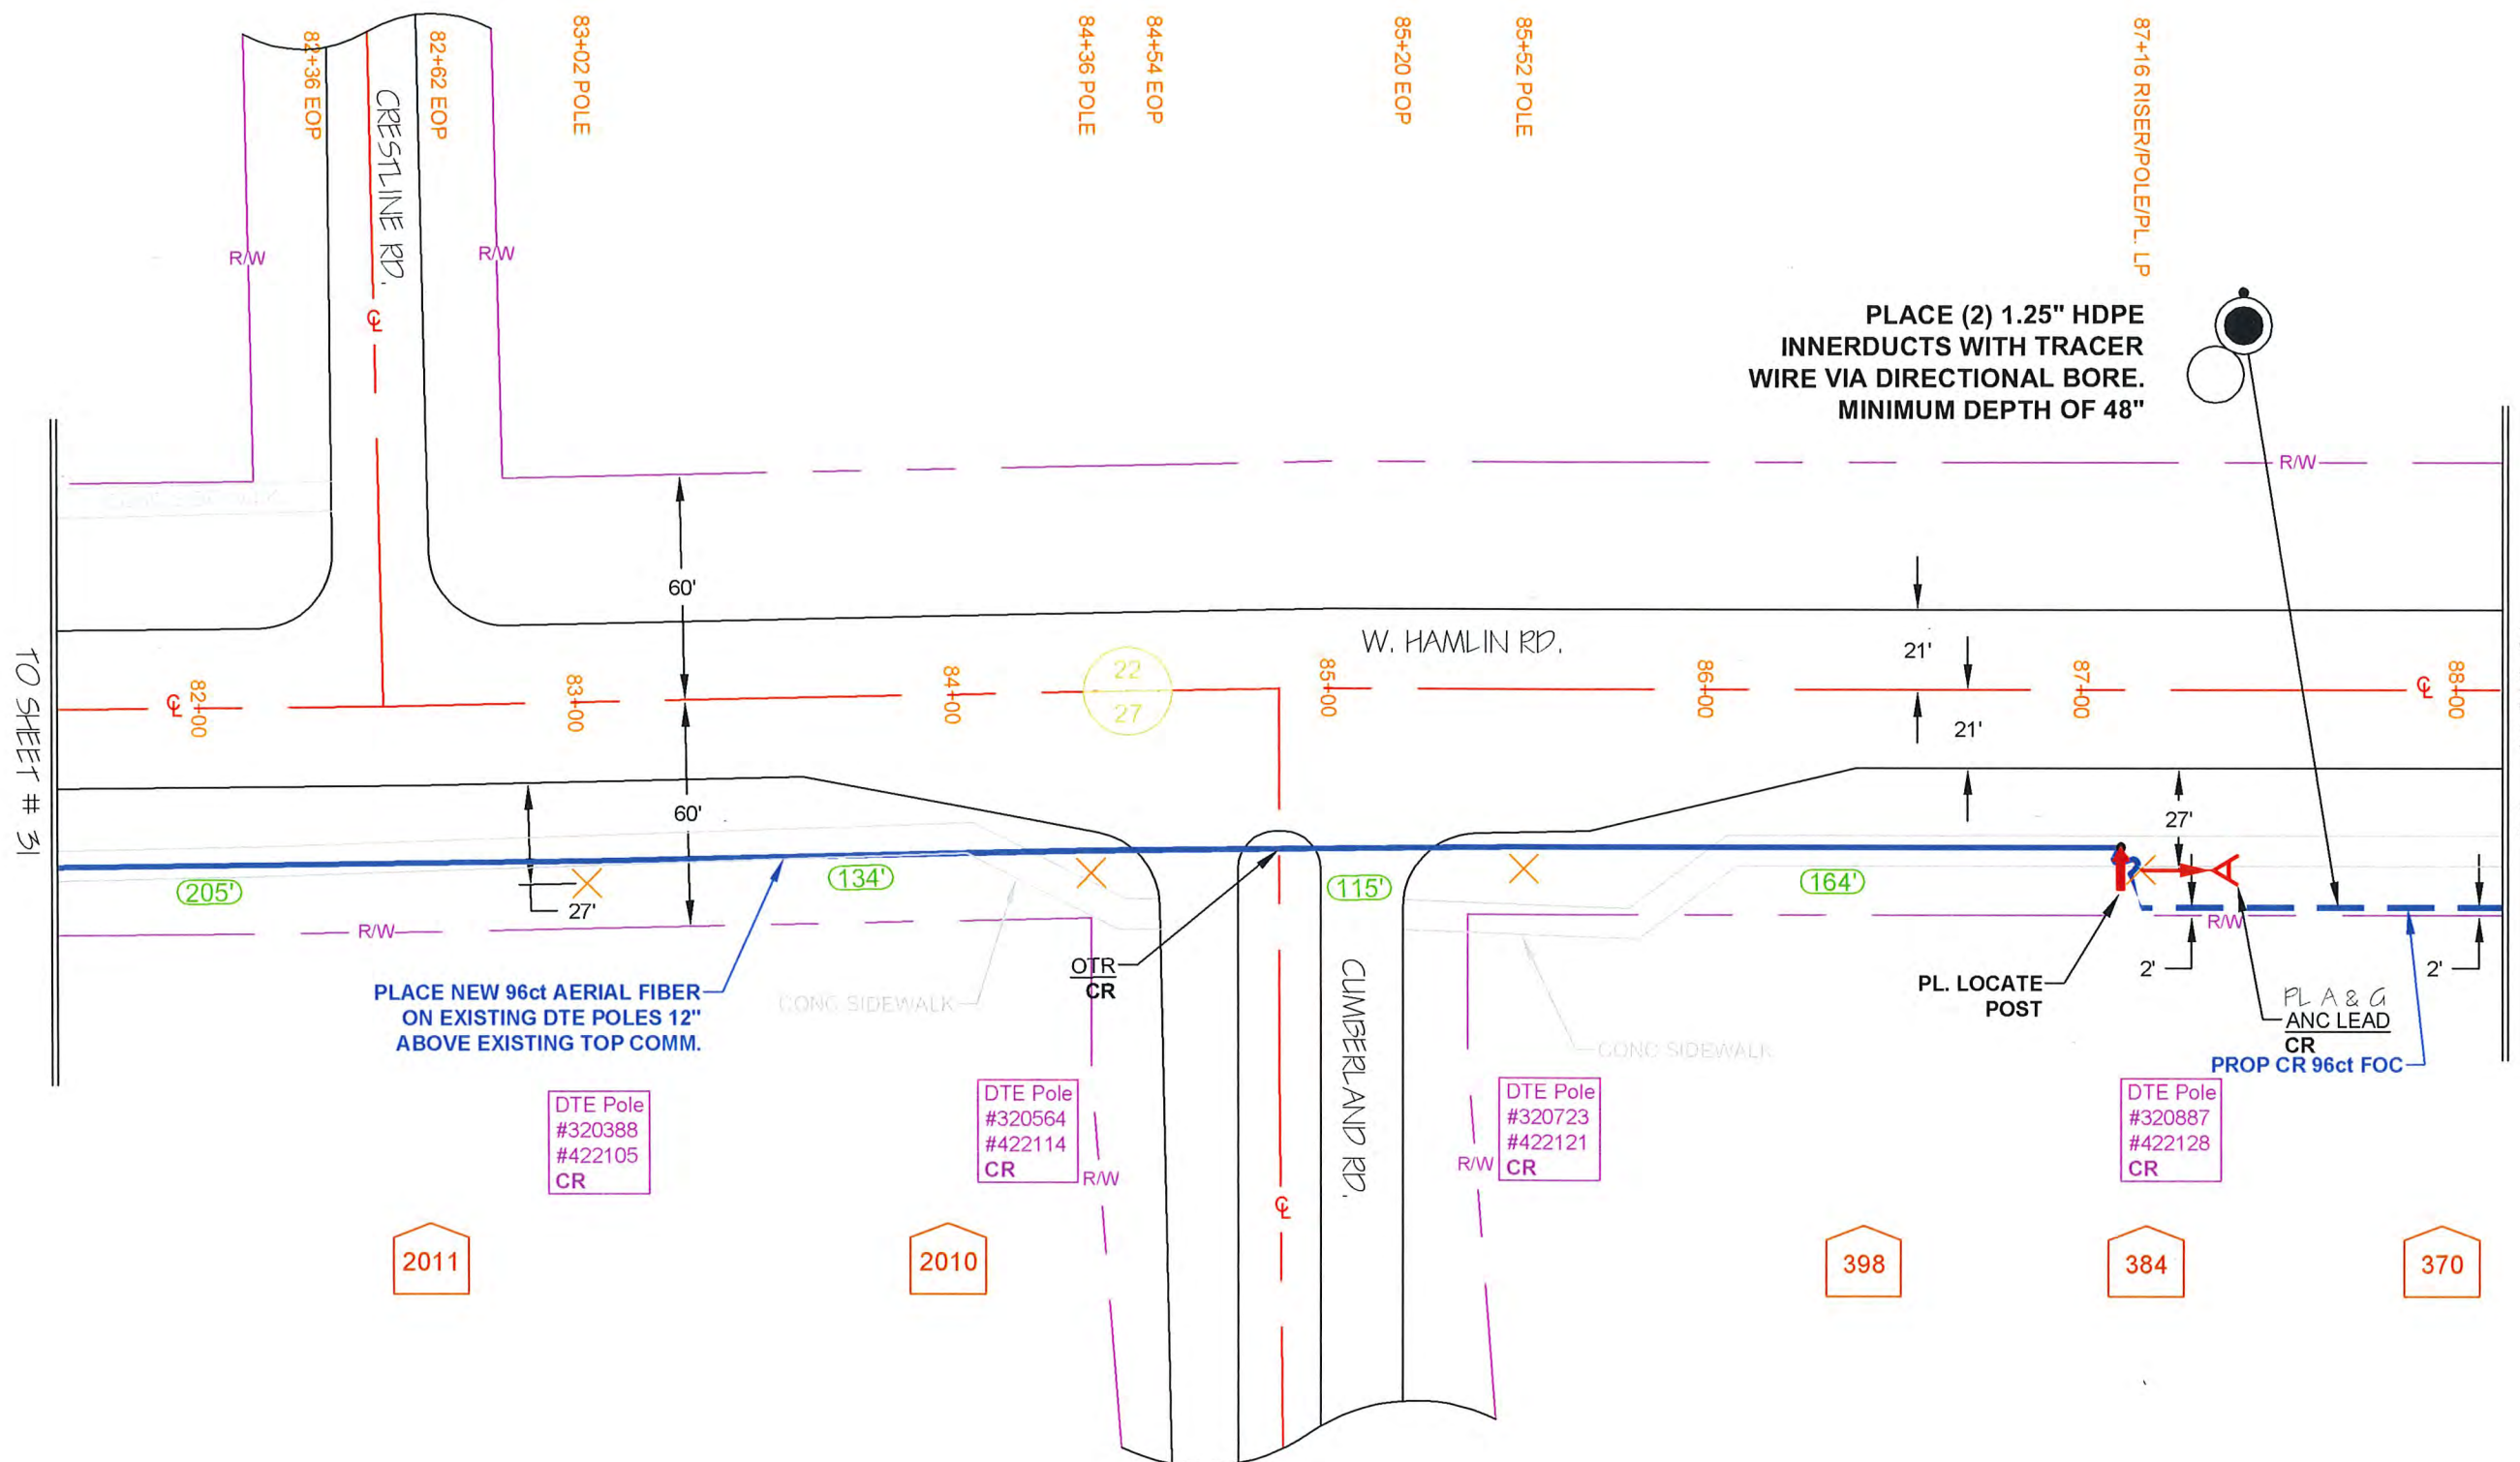 82+36 EOP
82+62 EOP
83+02 POLE
84+36 POLE
84+54 EOP
85+20 EOP
85+52 POLE
87+16 RISER/POLE/PL. LP
CRESTLINE RD.
R/W
R/W
℄
PLACE (2) 1.25" HDPE
INNERDUCTS WITH TRACER
WIRE VIA DIRECTIONAL BORE.
MINIMUM DEPTH OF 48"
R/W
CONC SIDEWALK
60'
W. HAMLIN RD.
21'
22
27
℄
82+00
83+00
84+00
85+00
86+00
87+00
℄
88+00
21'
TO SHEET # 31
60'
27'
205'
27'
134'
115'
164'
R/W
R/W
OTR
CR
2'
2'
PLACE NEW 96ct AERIAL FIBER
ON EXISTING DTE POLES 12"
ABOVE EXISTING TOP COMM.
CONC SIDEWALK
CUMBERLAND RD.
CONC SIDEWALK
PL. LOCATE
POST
PL A & G
ANC LEAD
CR
PROP CR 96ct FOC
DTE Pole
#320388
#422105
CR
DTE Pole
#320564
#422114
CR
R/W
R/W
DTE Pole
#320723
#422121
CR
DTE Pole
#320887
#422128
CR
℄
2011
2010
398
384
370